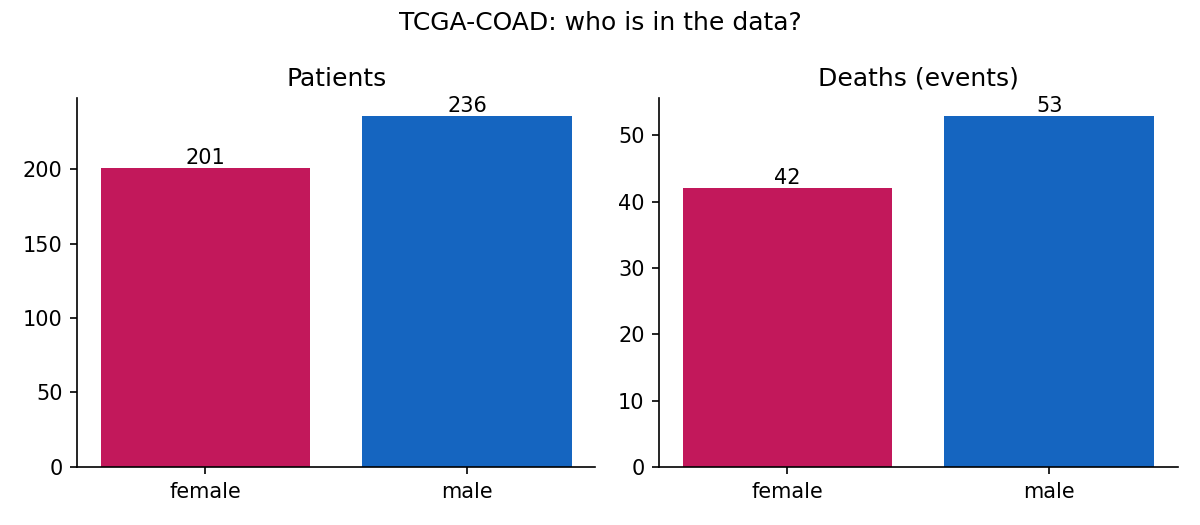 TCGA-COAD: who is in the data?
Patients
236
201
200
150
100
50
0
female
male
Deaths (events)
53
50
42
40
30
20
10
0
female
male